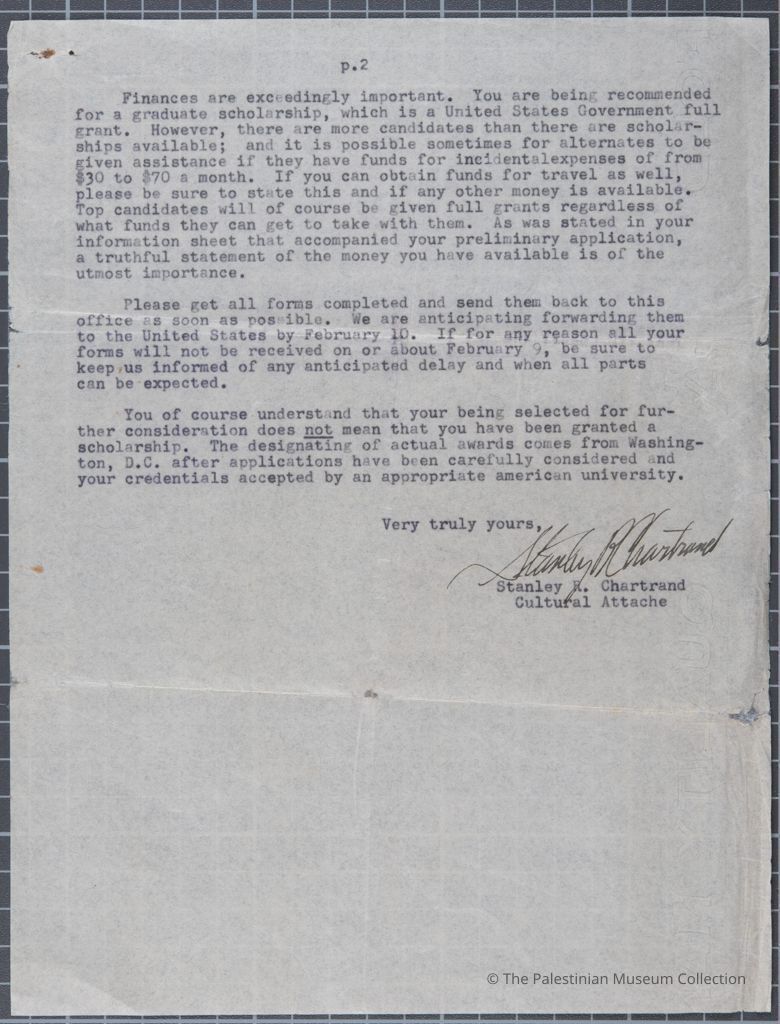 p.2
Finances are exceedingly important. You are being recommended
for a graduate scholarship, which is a United States Government full
grant. However, there are more candidates than there are scholar-
ships available; and it is possible sometimes for alternates to be
given assistance if they have funds for incidentalexpenses of from
$30 to $70 a month. If you can obtain funds for travel as well,
please be sure to state this and if any other money is available.
Top candidates will of course be given full grants regardless of
what funds they can get to take with them. As was stated in your
information sheet that accompanied your preliminary application,
a truthful statement of the money you have available is of the
utmost importance.
Please get all forms completed and send them back to this
office as soon as possible. We are anticipating forwarding them
to the United States by February 10. If for any reason all your
forms will not be received on or about February 9, be sure to
keep us informed of any anticipated delay and when all parts
can be expected.
You of course understand that your being selected for fur-
ther consideration does not mean that you have been granted a
scholarship. The designating of actual awards comes from Washing-
ton, D.C. after applications have been carefully considered and
your credentials accepted by an appropriate american university.
Very truly yours,
Stanley R Chartrand
Stanley R. Chartrand
Cultural Attache
© The Palestinian Museum Collection